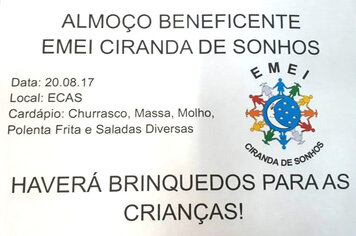 ALMOÇO BENEFICENTE
EMEI CIRANDA DE SONHOS
Data: 20.08.17
Local: ECAS
Cardápio: Churrasco, Massa, Molho,
Polenta Frita e Saladas Diversas
EMEI
CIRANDA DE SONHOS
HAVERÁ BRINQUEDOS PARA AS
CRIANÇAS!